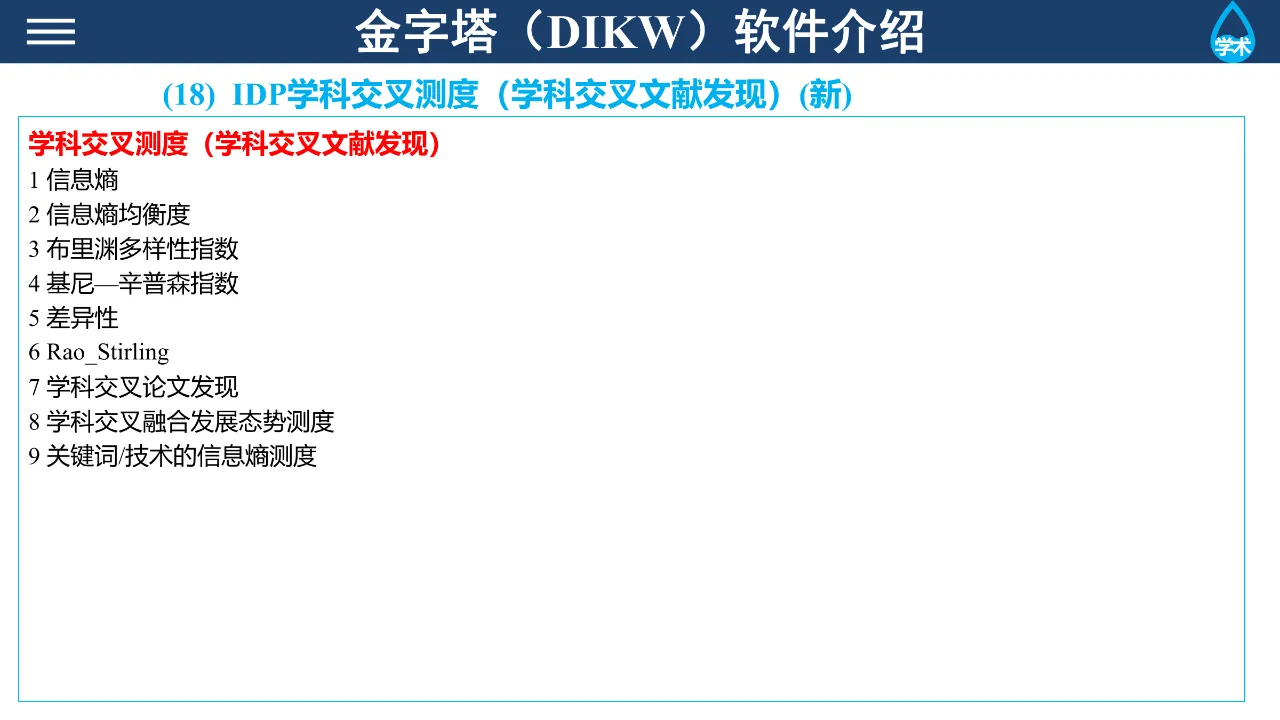 金字塔（DIKW）软件介绍
学术
(18) IDP学科交叉测度（学科交叉文献发现）(新)
学科交叉测度（学科交叉文献发现）
1 信息熵
2 信息熵均衡度
3 布里渊多样性指数
4 基尼—辛普森指数
5 差异性
6 Rao_Stirling
7 学科交叉论文发现
8 学科交叉融合发展态势测度
9 关键词/技术的信息熵测度